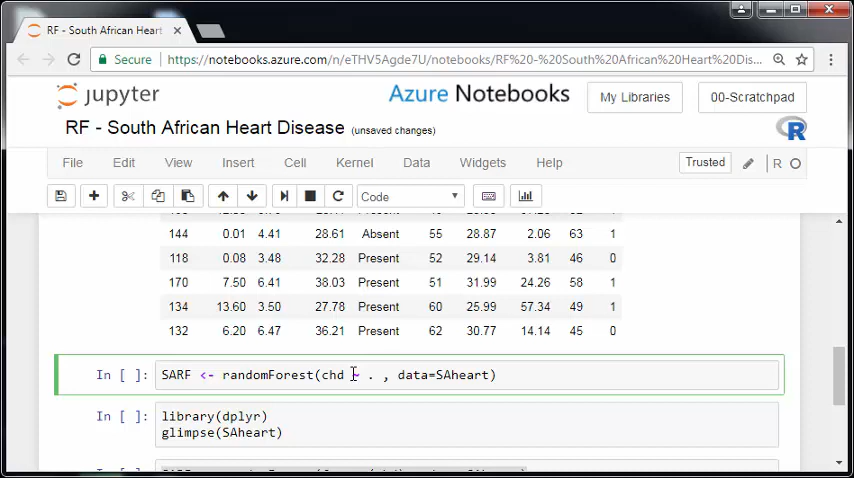 RF - South African Heart
Secure https://notebooks.azure.com/n/eTHV5Agde7U/notebooks/RF%20-%20South%20African%20Heart%20Dis...
jupyter
Azure Notebooks
My Libraries
00-Scratchpad
RF - South African Heart Disease (unsaved changes)
R
File Edit View Insert Cell Kernel Data Widgets Help
Trusted
R
Code
144 0.01 4.41 28.61 Absent 55 28.87 2.06 63 1
118 0.08 3.48 32.28 Present 52 29.14 3.81 46 0
170 7.50 6.41 38.03 Present 51 31.99 24.26 58 1
134 13.60 3.50 27.78 Present 60 25.99 57.34 49 1
132 6.20 6.47 36.21 Present 62 30.77 14.14 45 0
In [ ]: SARF <- randomForest(chd ~ . , data=SAheart)
In [ ]: library(dplyr)
glimpse(SAheart)